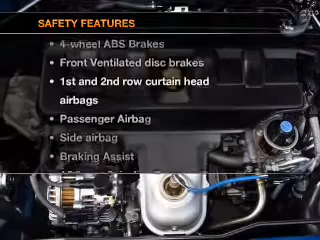 SAFETY FEATURES
• 4-wheel ABS Brakes
• Front Ventilated disc brakes
• 1st and 2nd row curtain head
airbags
• Passenger Airbag
• Side airbag
• Braking Assist